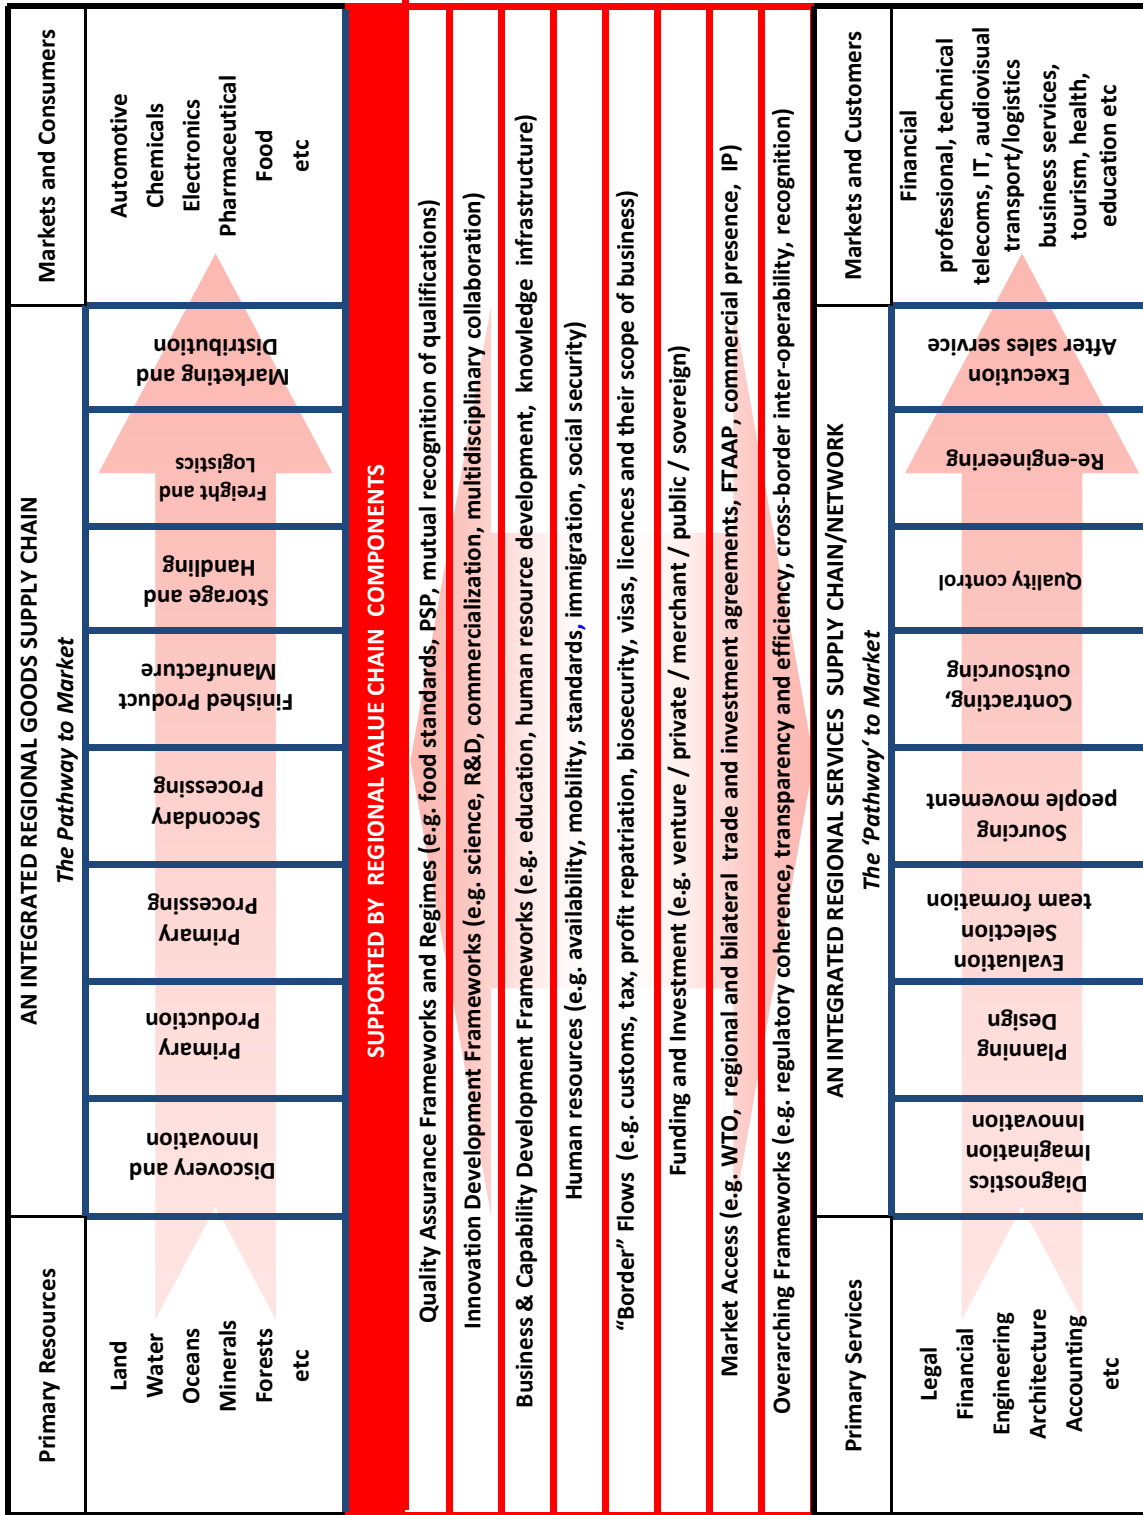 AN INTEGRATED REGIONAL GOODS SUPPLY CHAIN
Primary Resources
The Pathway to Market
Markets and Consumers
Land
Water
Oceans
Minerals
Forests
etc
Discovery and
Innovation
Primary
Production
Primary
Processing
Secondary
Processing
Finished Product
Manufacture
Storage and
Handling
Freight and
Logistics
Marketing and
Distribution
Automotive
Chemicals
Electronics
Pharmaceutical
Food
etc
SUPPORTED BY REGIONAL VALUE CHAIN COMPONENTS
Quality Assurance Frameworks and Regimes (e.g. food standards, PSP, mutual recognition of qualifications)
Innovation Development Frameworks (e.g. science, R&D, commercialization, multidisciplinary collaboration)
Business & Capability Development Frameworks (e.g. education, human resource development, knowledge infrastructure)
Human resources (e.g. availability, mobility, standards, immigration, social security)
“Border” Flows (e.g. customs, tax, profit repatriation, biosecurity, visas, licences and their scope of business)
Funding and Investment (e.g. venture / private / merchant / public / sovereign)
Market Access (e.g. WTO, regional and bilateral trade and investment agreements, FTAAP, commercial presence, IP)
Overarching Frameworks (e.g. regulatory coherence, transparency and efficiency, cross-border inter-operability, recognition)
AN INTEGRATED REGIONAL SERVICES SUPPLY CHAIN/NETWORK
Primary Services
The ‘Pathway‘ to Market
Markets and Customers
Legal
Financial
Engineering
Architecture
Accounting
etc
Diagnostics
Imagination
Innovation
Planning
Design
Evaluation
Selection
team formation
Sourcing
people movement
Contracting,
outsourcing
Quality control
Re-engineering
Execution
After sales service
Financial
professional, technical
telecoms, IT, audiovisual
transport/logistics
business services,
tourism, health,
education etc